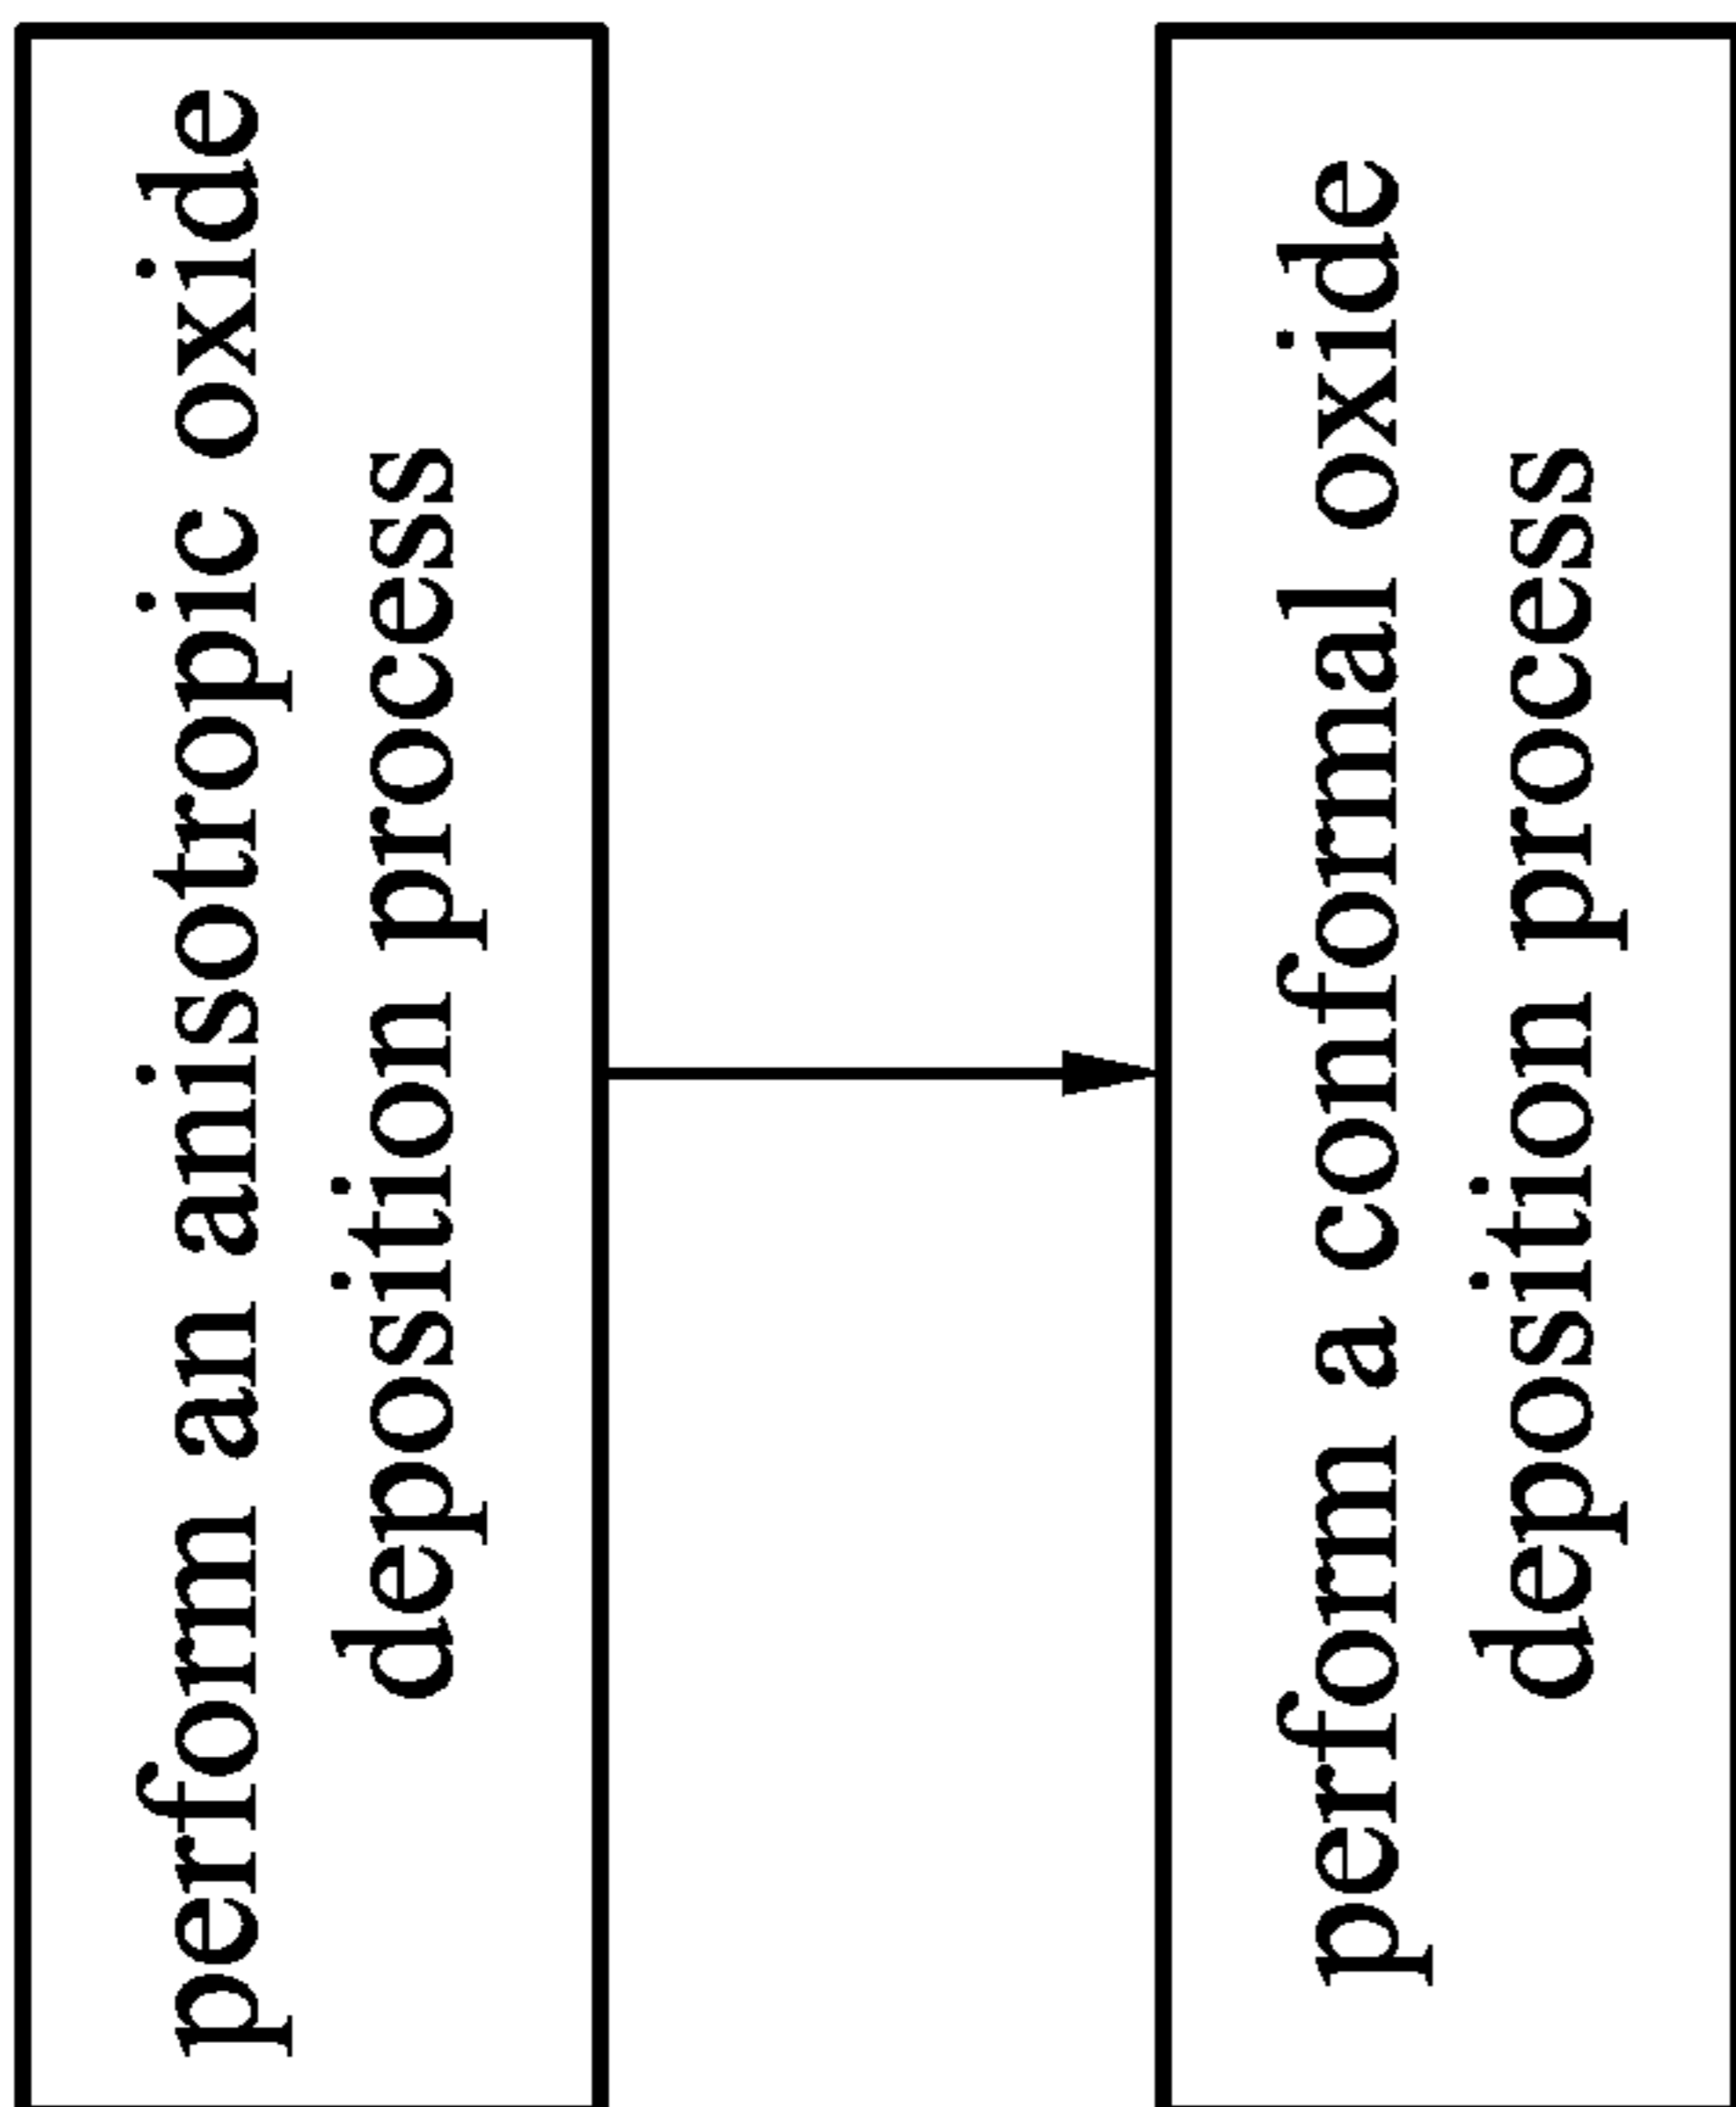 perform an anisotropic oxide
deposition process
perform a conformal oxide
deposition process